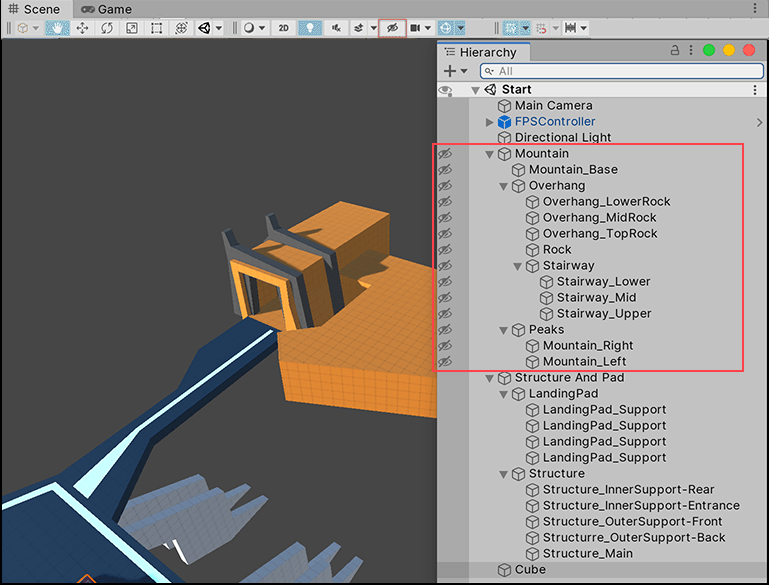 Scene
Game
2D
Hierarchy
All
Start
Main Camera
FPSController
Directional Light
Mountain
Mountain_Base
Overhang
Overhang_LowerRock
Overhang_MidRock
Overhang_TopRock
Rock
Stairway
Stairway_Lower
Stairway_Mid
Stairway_Upper
Peaks
Mountain_Right
Mountain_Left
Structure And Pad
LandingPad
LandingPad_Support
LandingPad_Support
LandingPad_Support
LandingPad_Support
Structure
Structure_InnerSupport-Rear
Structure_InnerSupport-Entrance
Structure_OuterSupport-Front
Structurre_OuterSupport-Back
Structure_Main
Cube